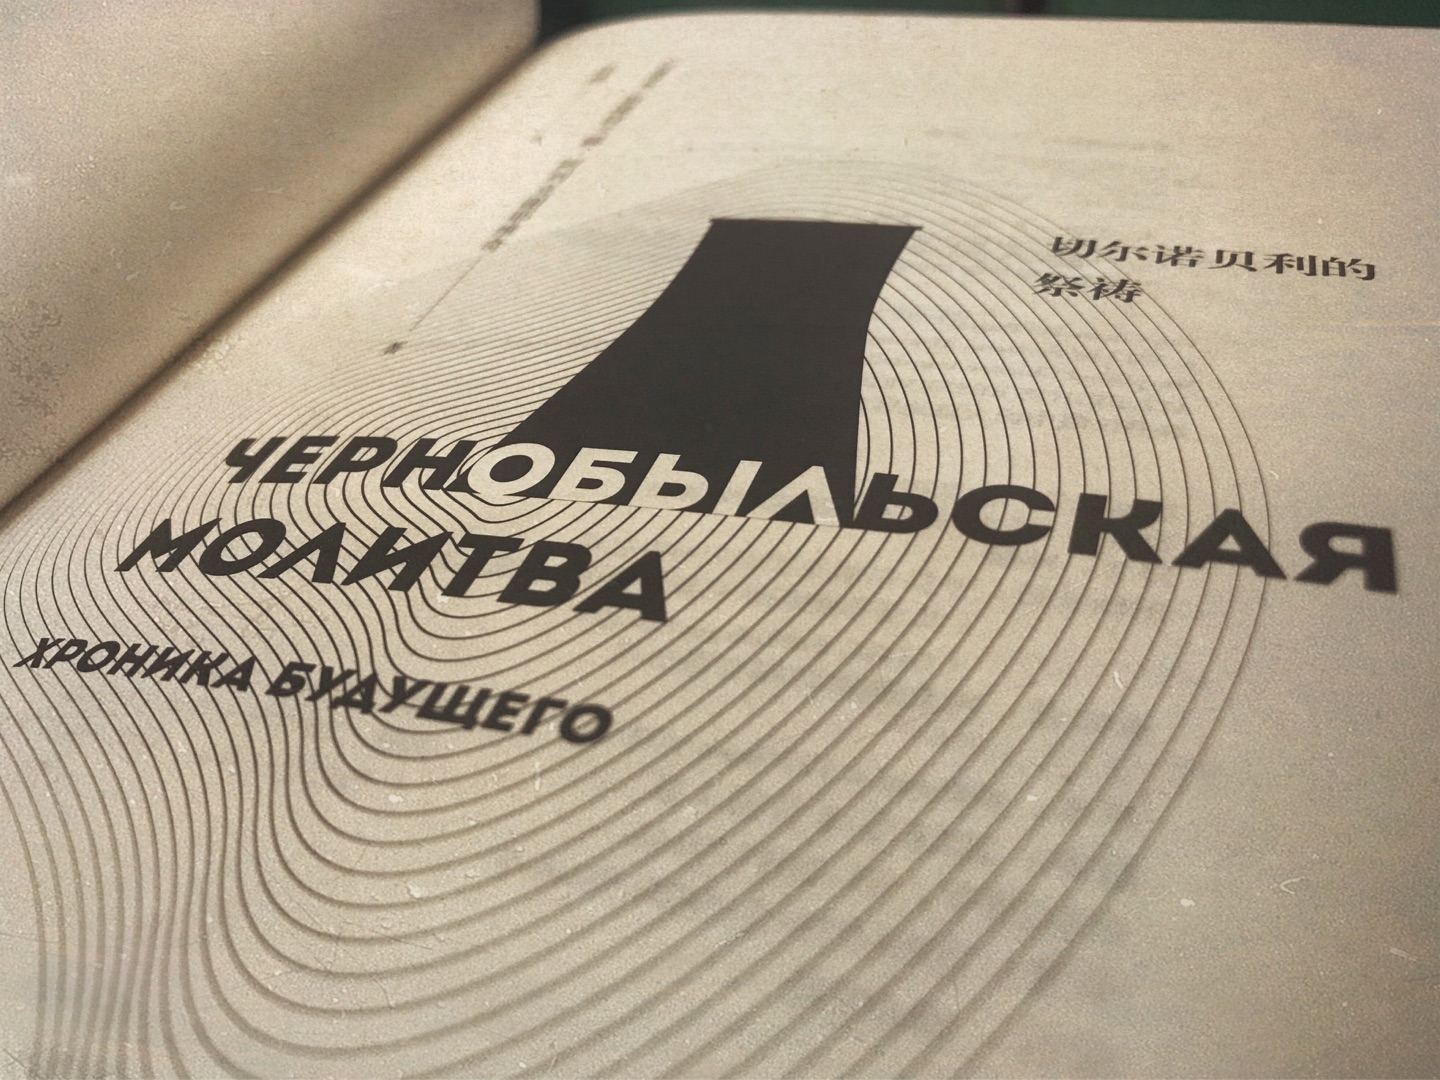 切尔诺贝利的
祭祷
ЧЕРНОБЫЛЬСКАЯ
МОЛИТВА
ХРОНИКА БУДУЩЕГО